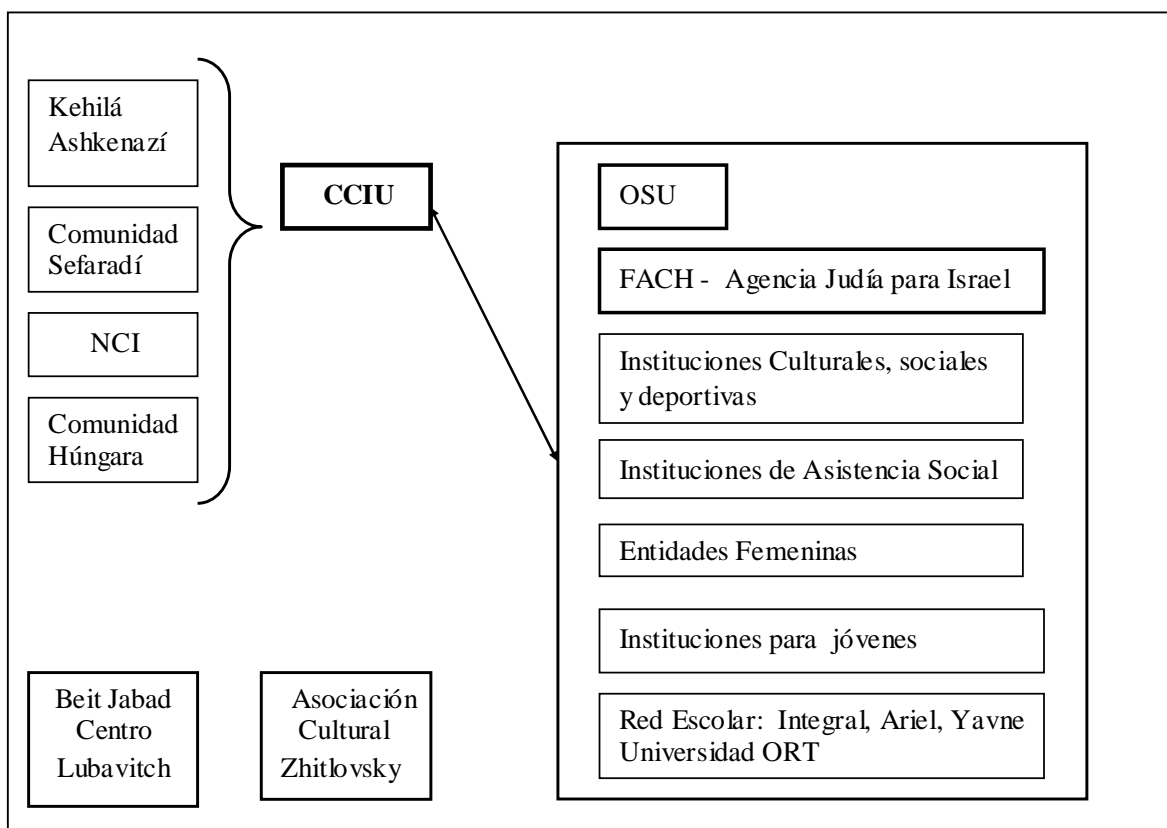 Kehilá
Ashkenazí
Comunidad
Sefaradí
NCI
Comunidad
Húngara
CCIU
OSU
FACH - Agencia Judía para Israel
Instituciones Culturales, sociales
y deportivas
Instituciones de Asistencia Social
Entidades Femeninas
Instituciones para jóvenes
Red Escolar: Integral, Ariel, Yavne
Universidad ORT
Beit Jabad
Centro
Lubavitch
Asociación
Cultural
Zhitlovsky